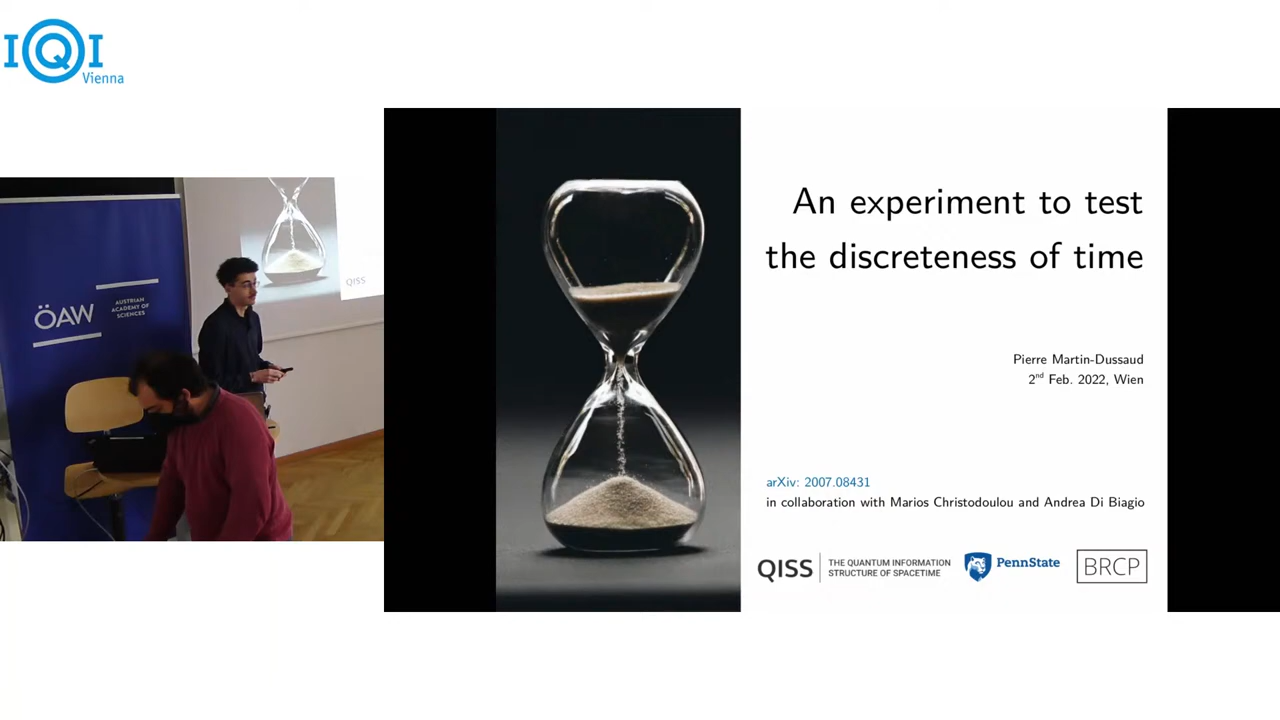 IQI
Vienna
ÖAW
AUSTRIAN
ACADEMY OF
SCIENCES
QISS
An experiment to test
the discreteness of time
Pierre Martin-Dussaud
2nd Feb. 2022, Wien
arXiv: 2007.08431
in collaboration with Marios Christodoulou and Andrea Di Biagio
QISS
THE QUANTUM INFORMATION
STRUCTURE OF SPACETIME
PennState
BRCP